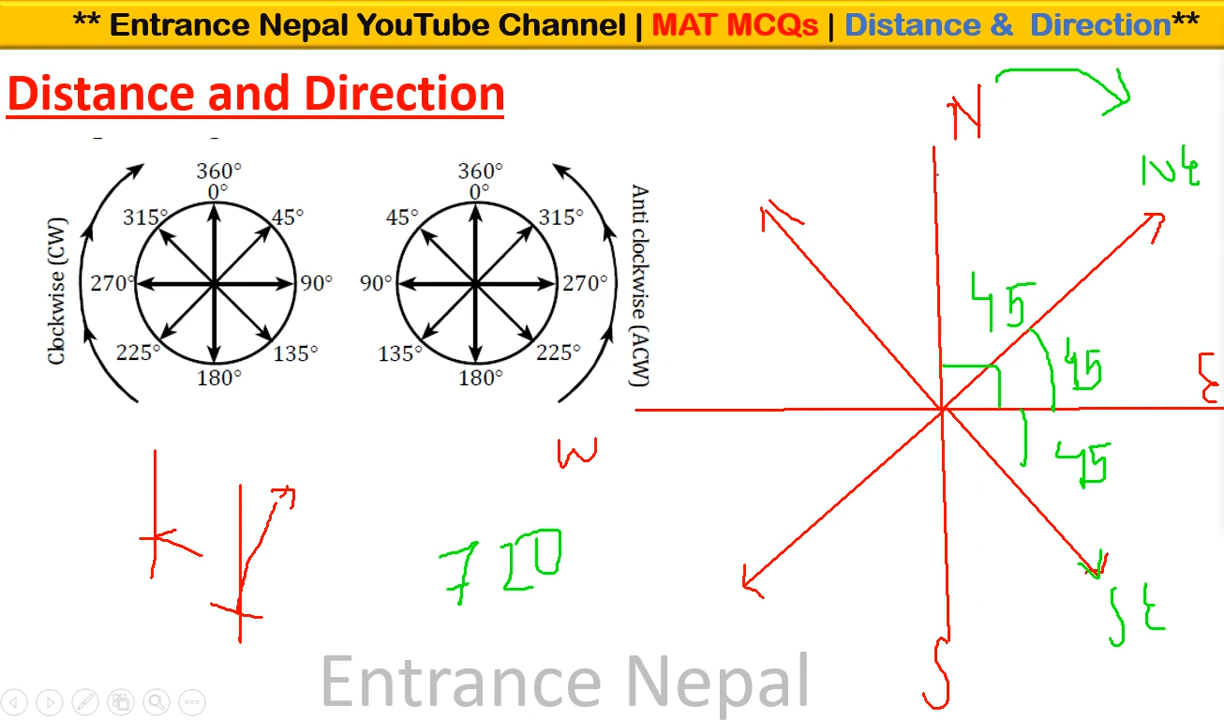 ** Entrance Nepal YouTube Channel | MAT MCQs | Distance & Direction**
Distance and Direction
N
NE
360°
0°
315°
45°
270°
90°
225°
135°
180°
Clockwise (CW)
360°
0°
45°
315°
90°
270°
135°
225°
180°
Anti clockwise (ACW)
45
45
E
W
45
720
SE
S
Entrance Nepal